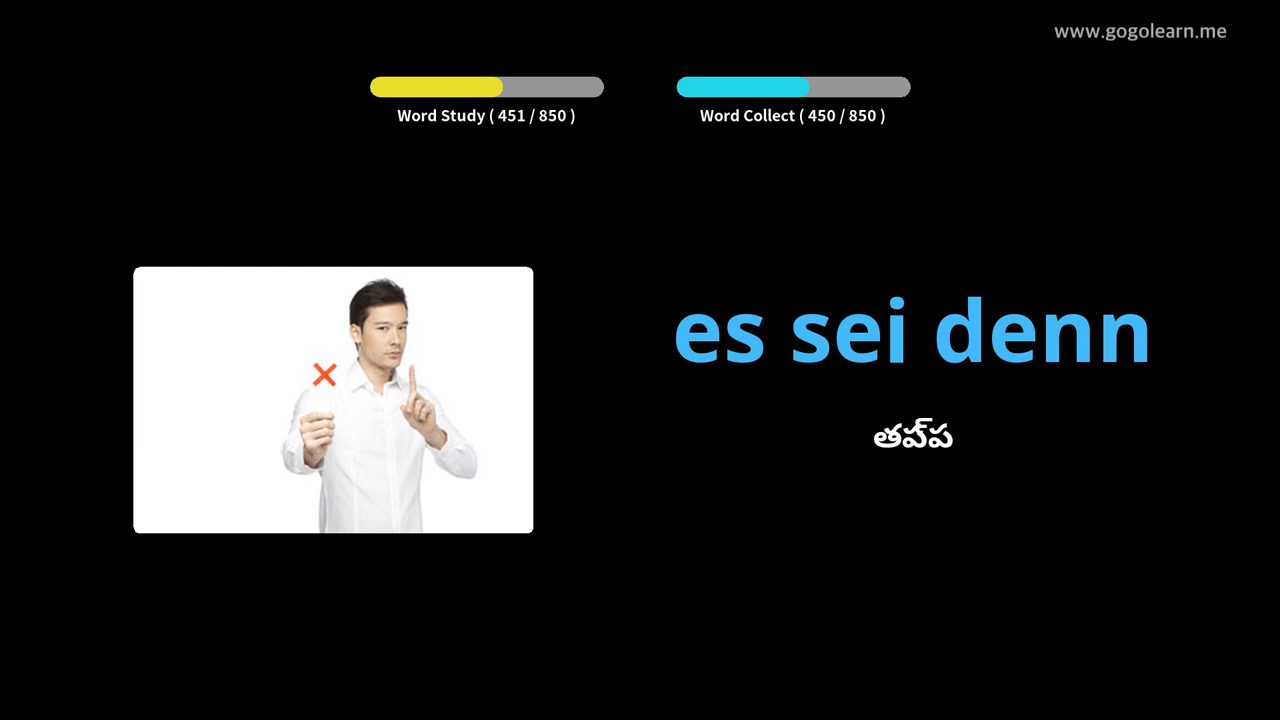 www.gogolearn.me
Word Study ( 451 / 850 )
Word Collect ( 450 / 850 )
es sei denn
తప్ప